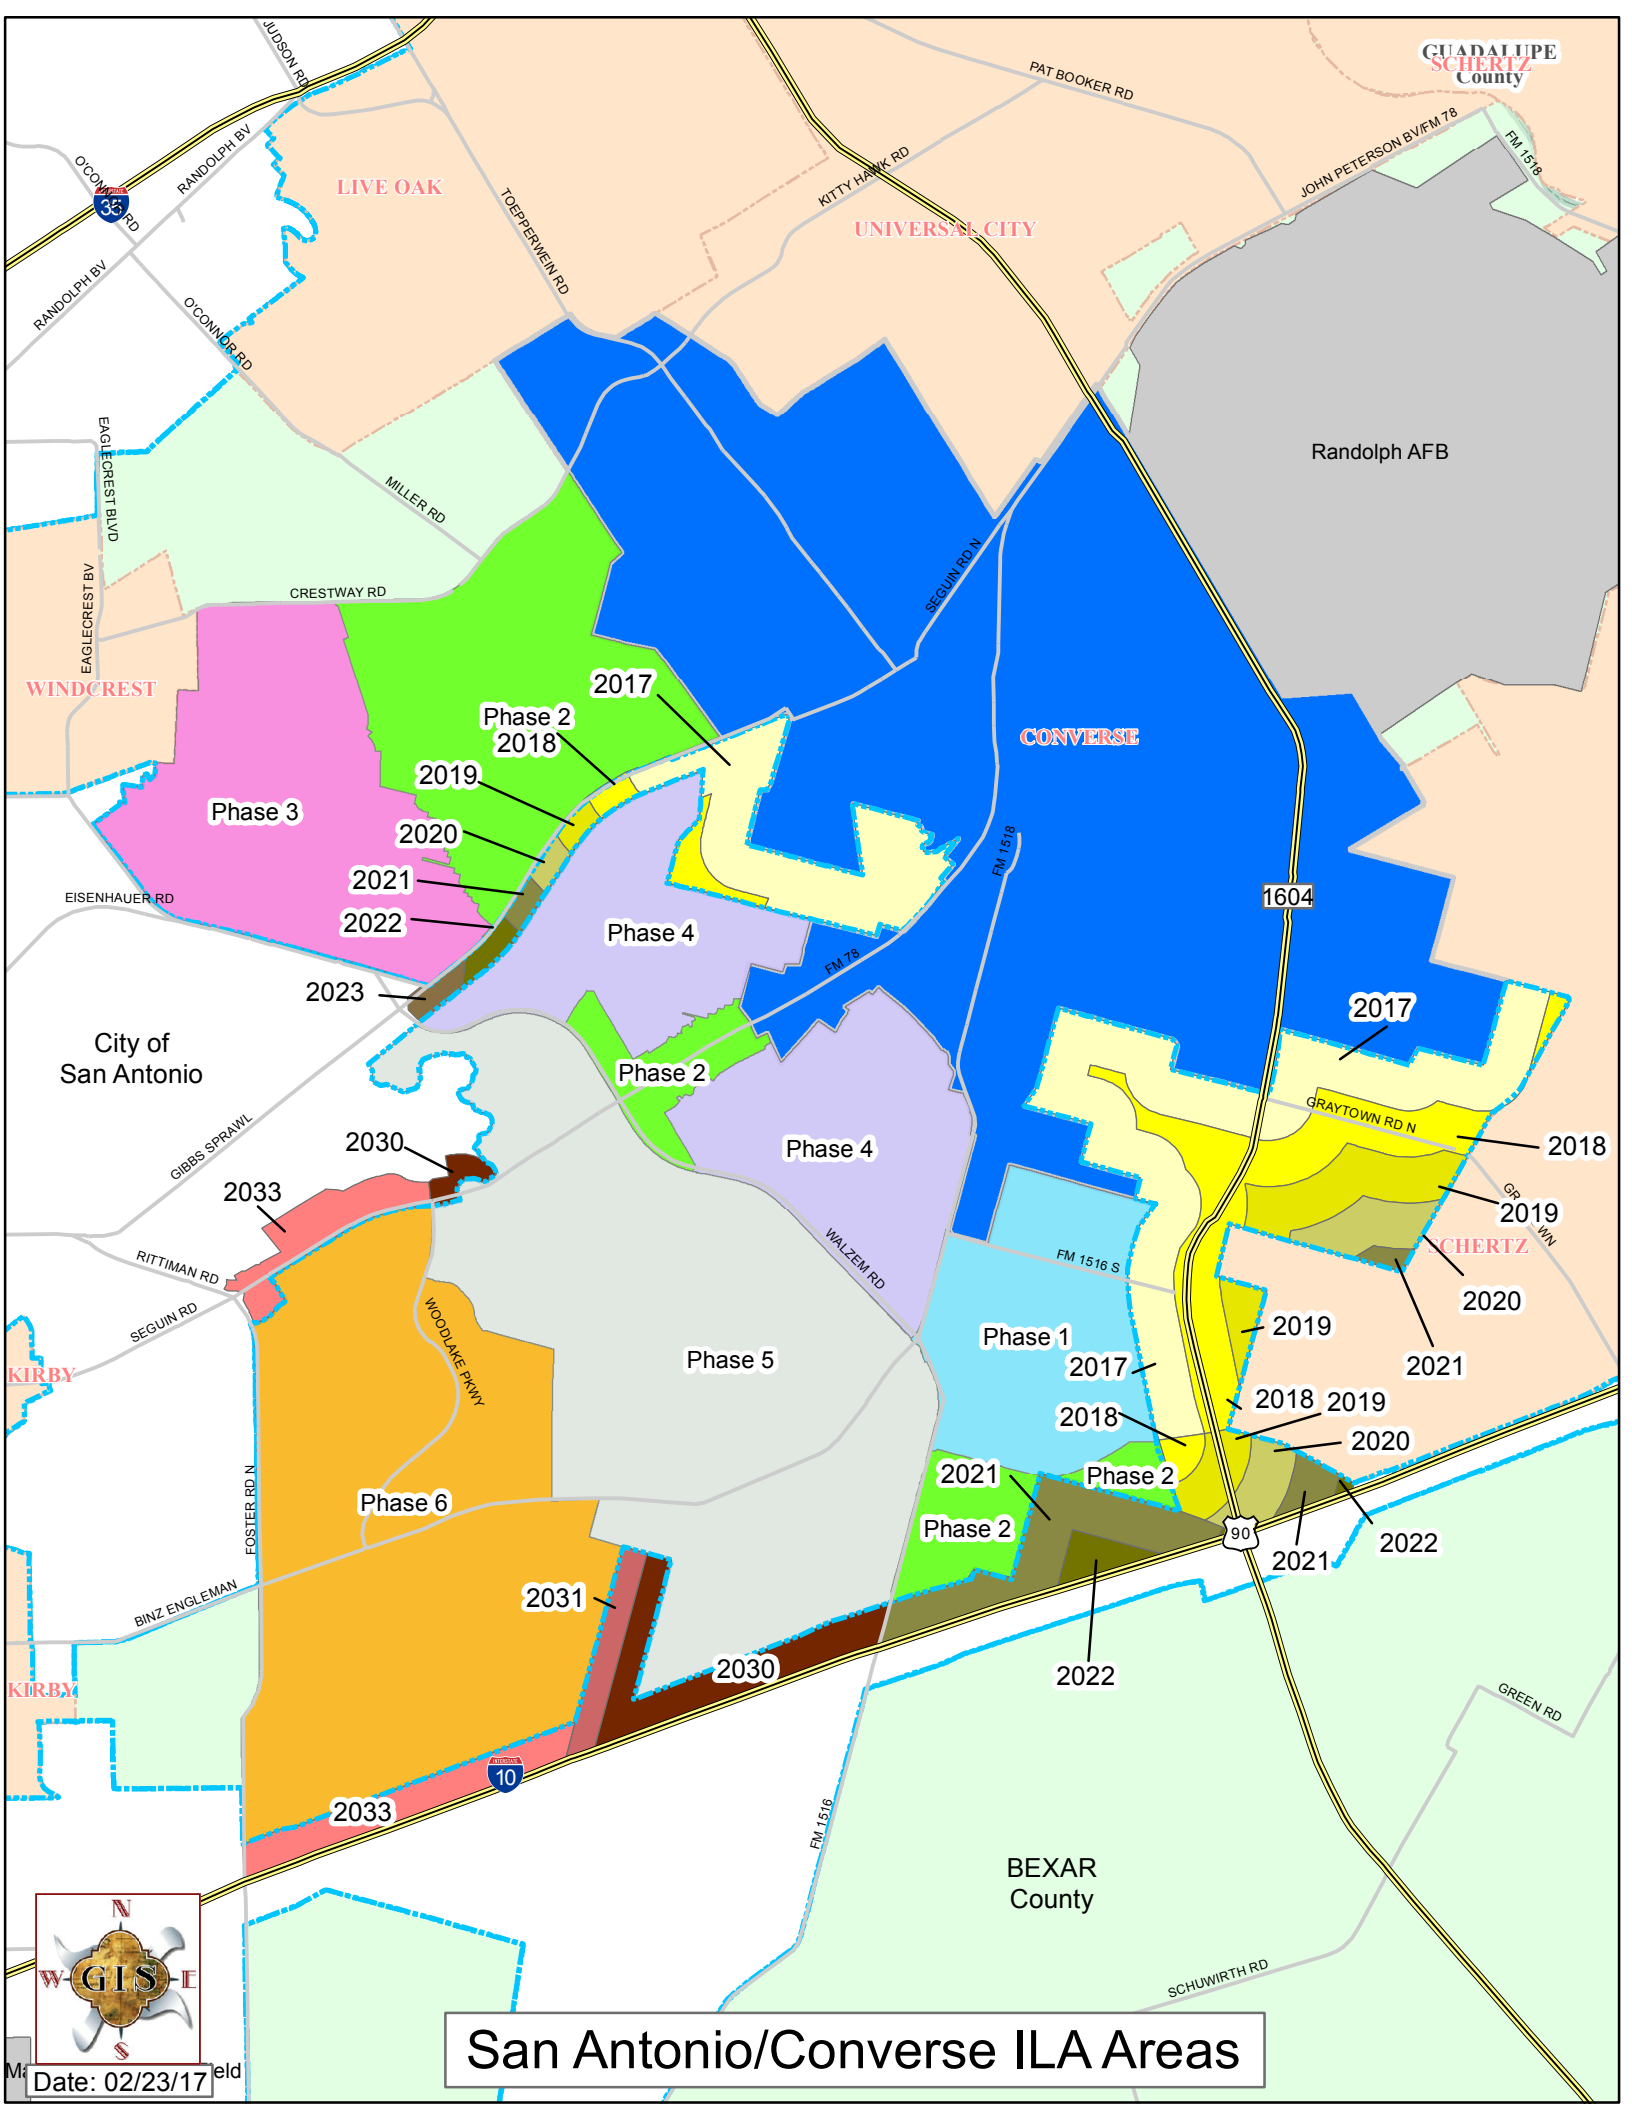 GUADALUPE
SCHERTZ
County
JUDSON RD
PAT BOOKER RD
RANDOLPH BV
JOHN PETERSON BV/FM 78
FM 1518
O'CONNOR RD
INTERSTATE
35
LIVE OAK
KITTY HAWK RD
TOEPPERWEIN RD
UNIVERSAL CITY
RANDOLPH BV
O'CONNOR RD
Randolph AFB
EAGLECREST BLVD
MILLER RD
SEGUIN RD N
CRESTWAY RD
EAGLECREST BV
WINDCREST
2017
Phase 2
2018
CONVERSE
2019
Phase 3
2020
FM 1518
2021
EISENHAUER RD
1604
2022
Phase 4
FM 78
2023
2017
City of
San Antonio
Phase 2
GRAYTOWN RD N
GIBBS SPRAWL
2030
Phase 4
2018
2033
2019
SCHERTZ
WALZEM RD
FM 1516 S
RITTIMAN RD
2020
SEGUIN RD
WOODLAKE PKWY
Phase 1
2019
Phase 5
2017
2021
KIRBY
2018
2018
2019
2020
2021
Phase 2
FOSTER RD N
Phase 6
Phase 2
90
2022
2021
BINZ ENGLEMAN
2031
2030
2022
KIRBY
GREEN RD
INTERSTATE
10
2033
FM 1516
BEXAR
County
N
W
GIS
E
S
SCHUWIRTH RD
San Antonio/Converse ILA Areas
Date: 02/23/17